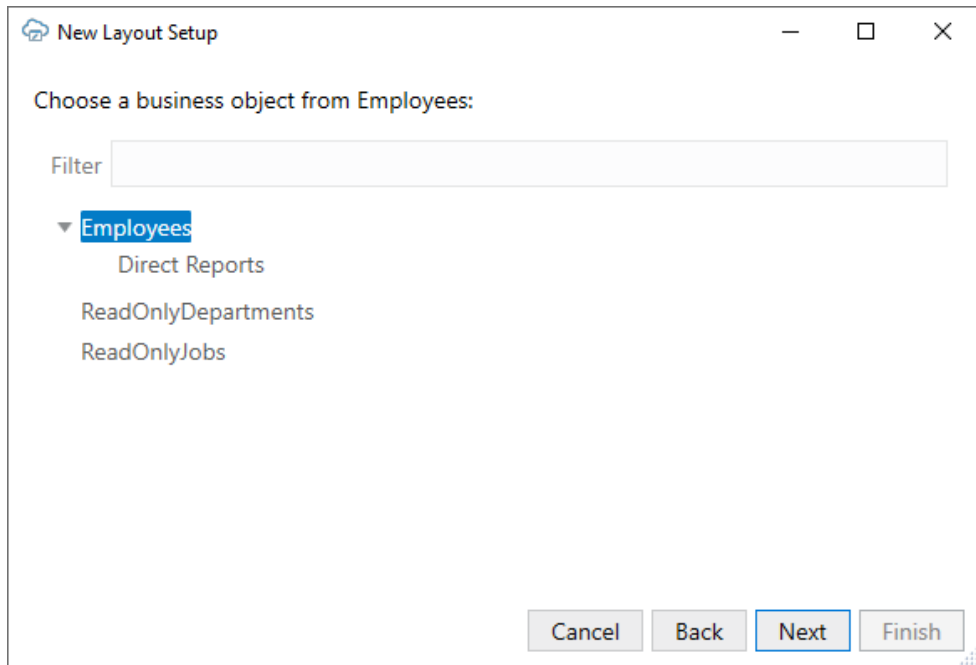 New Layout Setup
Choose a business object from Employees:
Filter
Employees
Direct Reports
ReadOnlyDepartments
ReadOnlyJobs
Cancel Back Next Finish